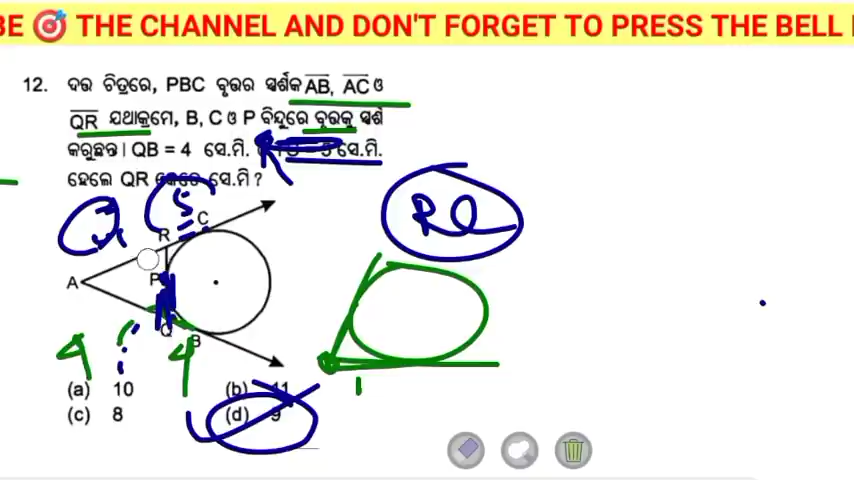 BE 🎯 THE CHANNEL AND DON'T FORGET TO PRESS THE BELL
12. ଦତ୍ତ ଚିତ୍ରରେ, PBC ବୃତ୍ତର ସ୍ପର୍ଶକ AB, AC ଓ
QR ଯଥାକ୍ରମେ, B, C ଓ P ବିନ୍ଦୁରେ ବୃତ୍ତକୁ ସ୍ପର୍ଶ
କରୁଛନ୍ତି। QB = 4 ସେ.ମି. ସେ.ମି.
ହେଲେ QR କେତେ ସେ.ମି ?
5
C
R
RQ
A
P
Q
B
4
4
(a) 10 (b) 11
(c) 8 (d) 9